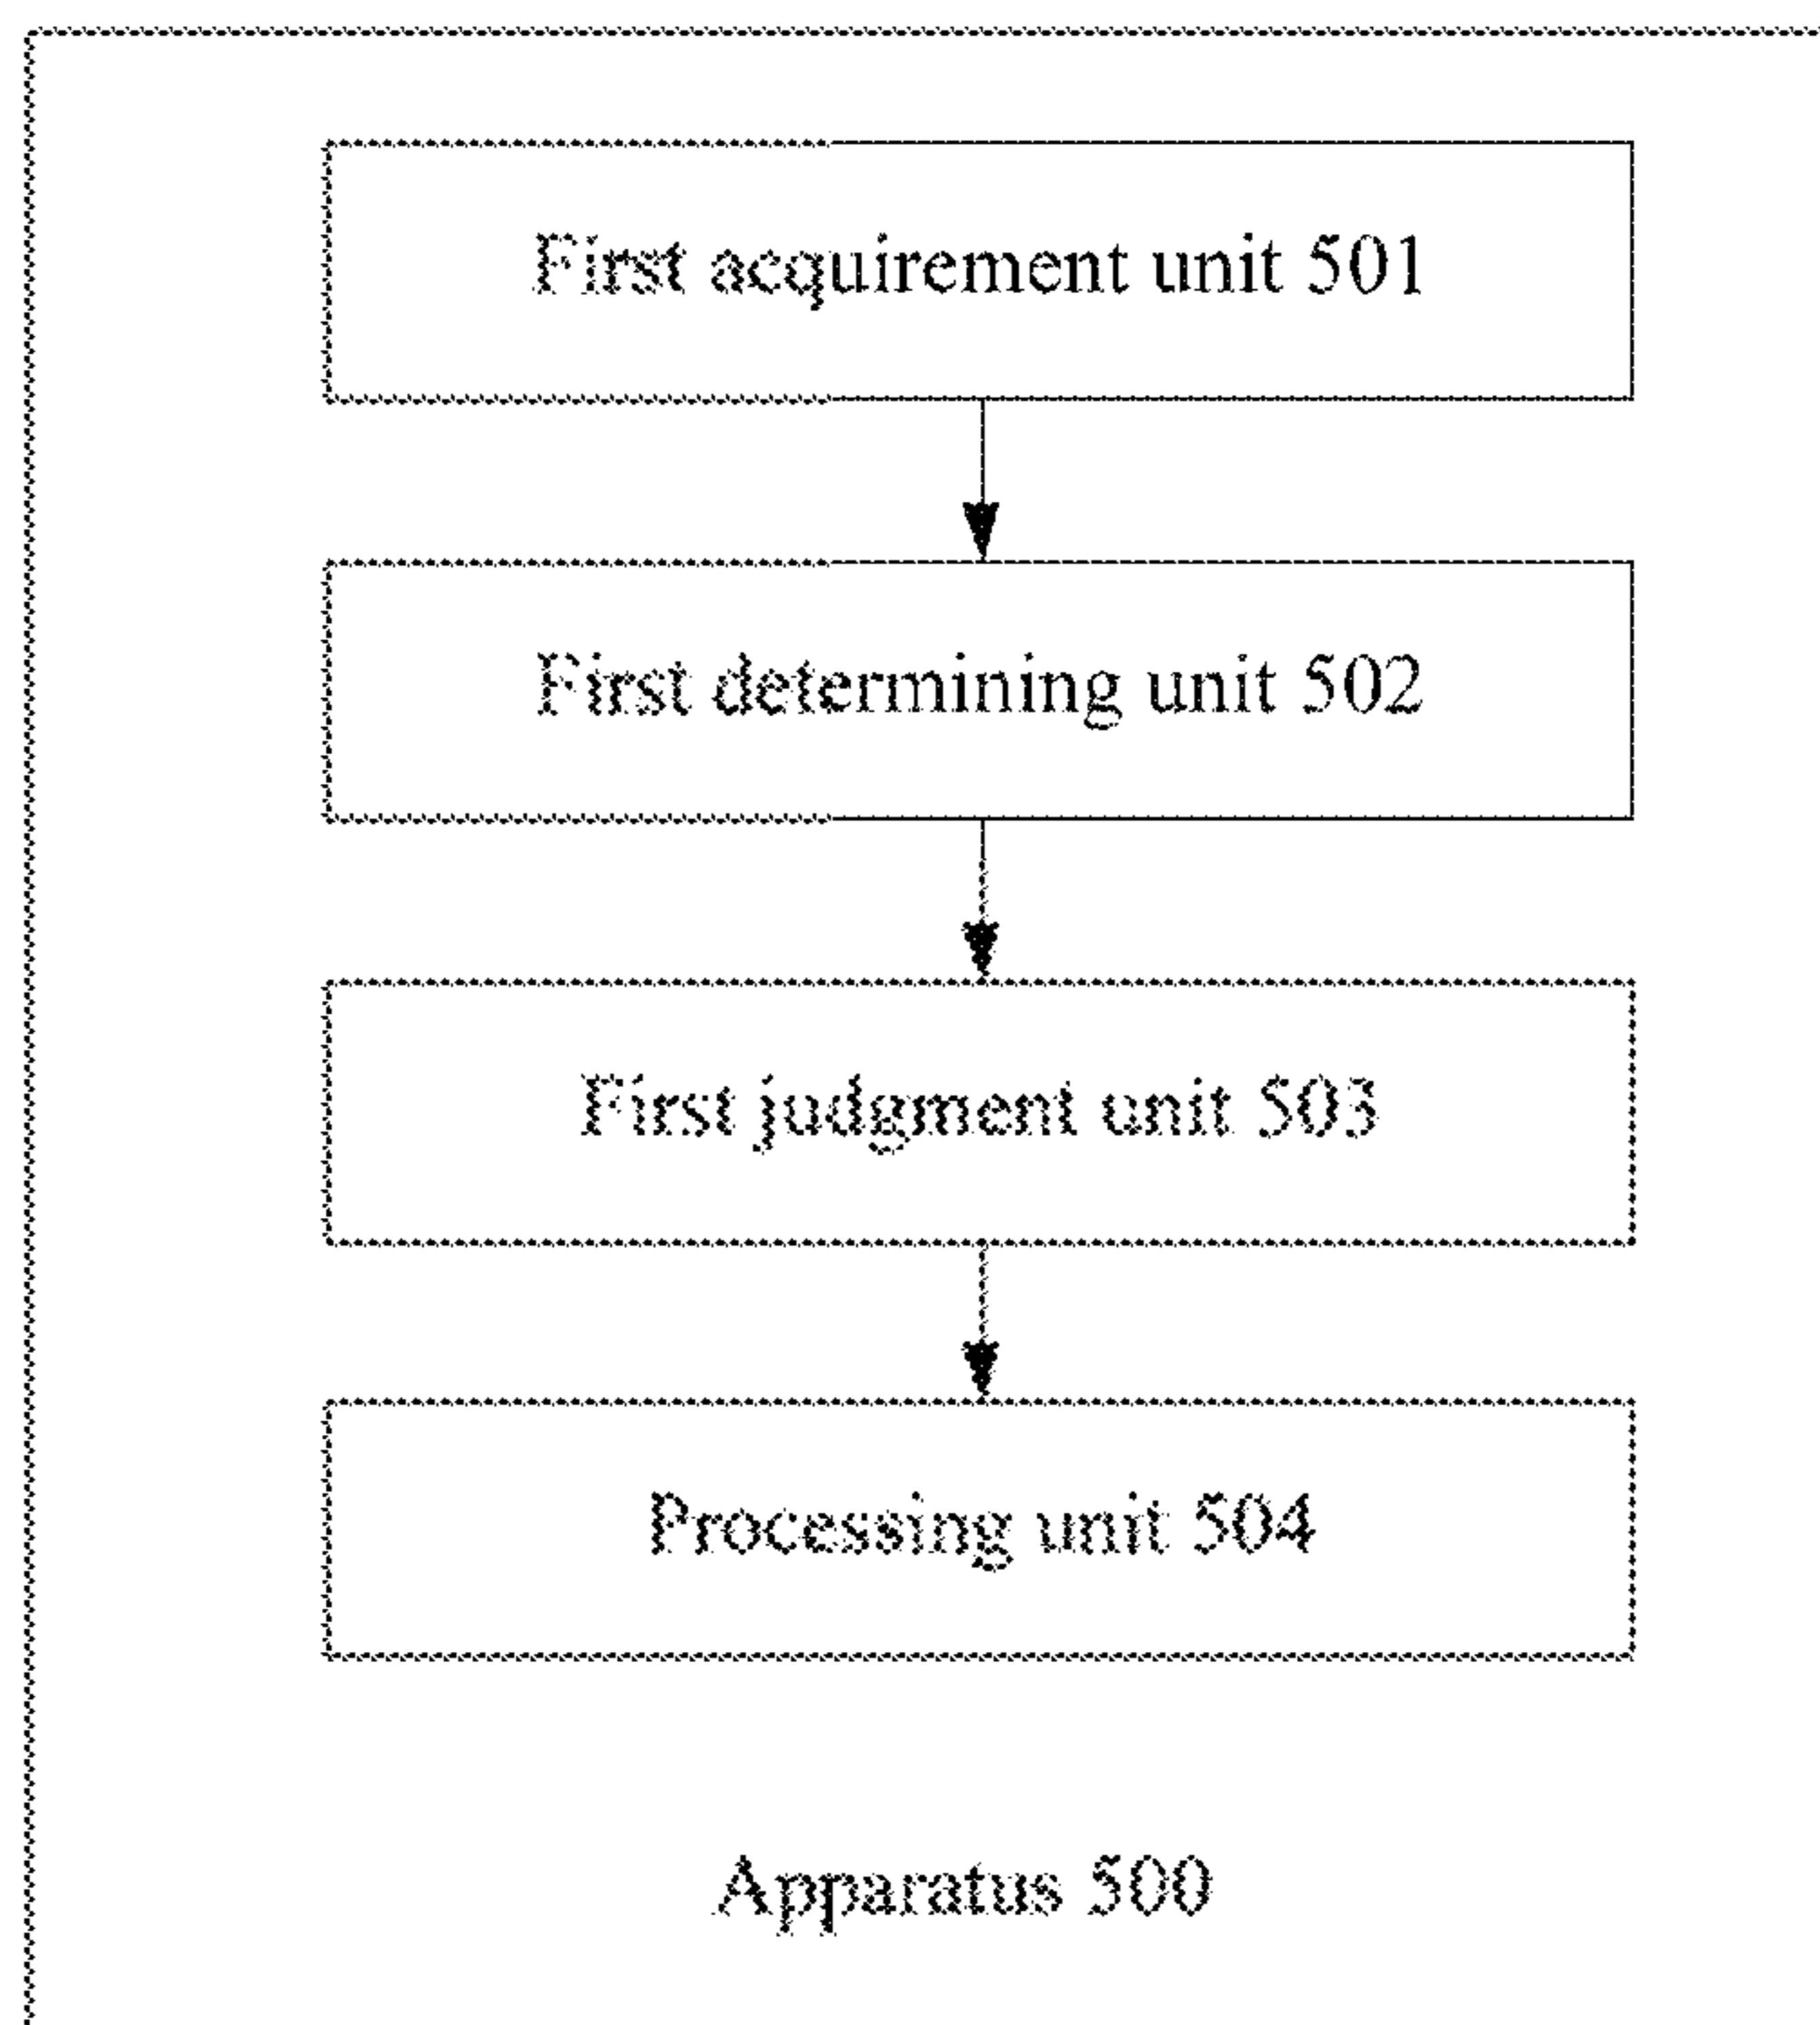 First acquirement unit 501
First determining unit 502
First judgment unit 503
Processing unit 504
Apparatus 500